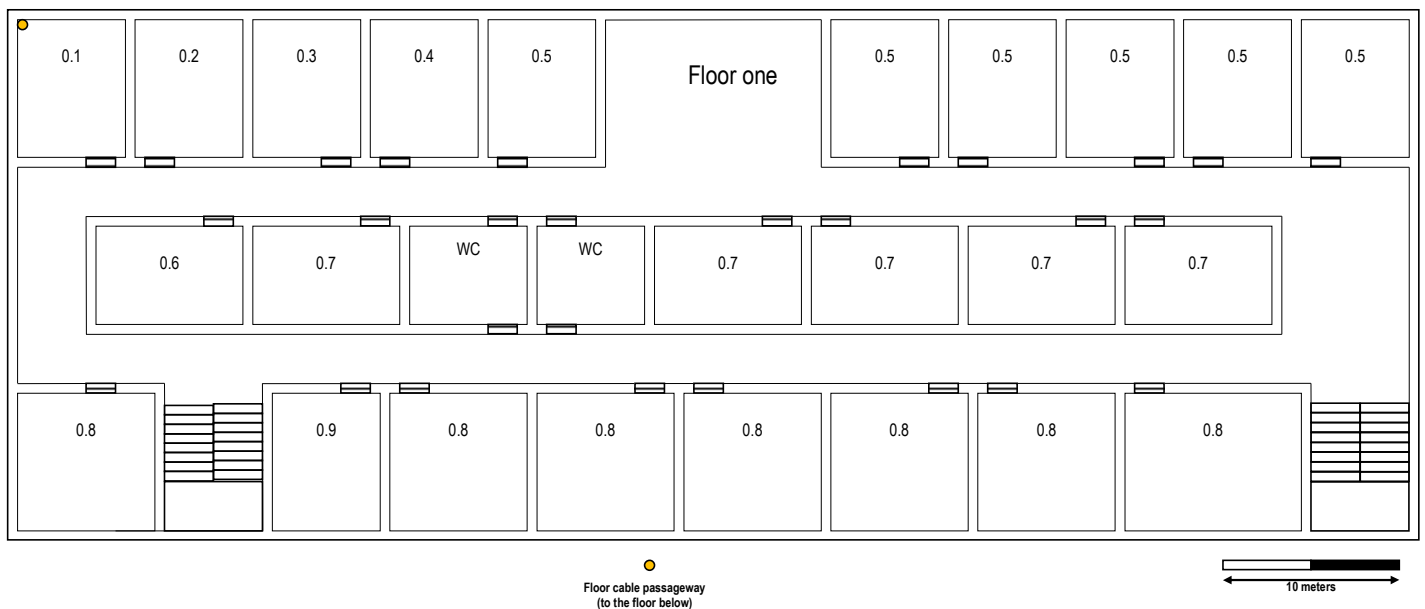 0.1 0.2 0.3 0.4 0.5 0.5 0.5 0.5 0.5 0.5
Floor one
0.6 0.7 WC WC 0.7 0.7 0.7 0.7
0.8 0.9 0.8 0.8 0.8 0.8 0.8 0.8
Floor cable passageway
(to the floor below)
10 meters